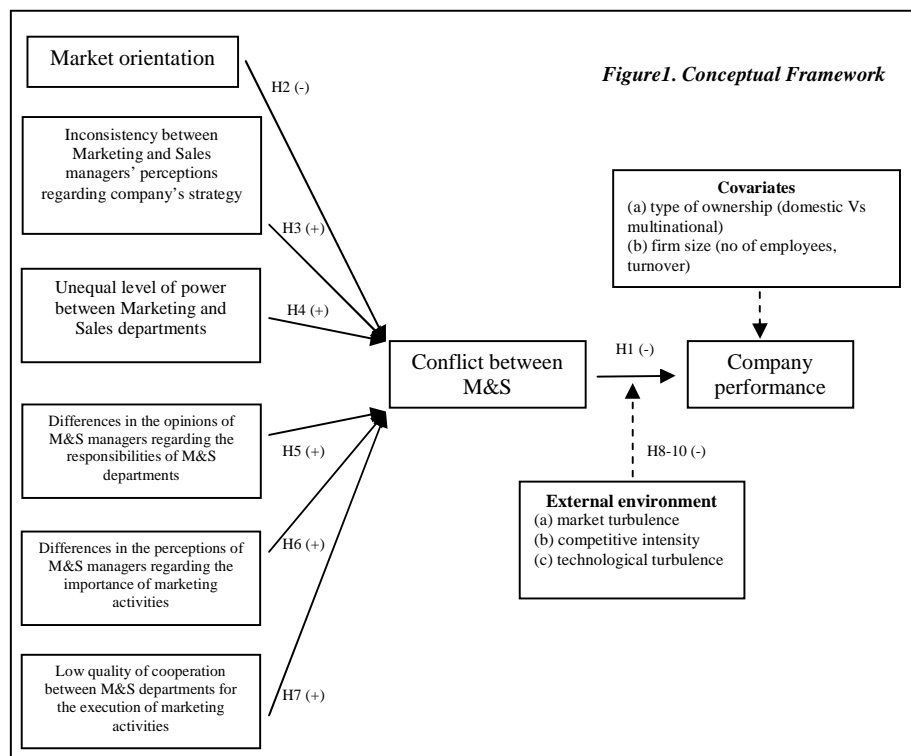 Market orientation
Figure1. Conceptual Framework
H2 (-)
Inconsistency between
Marketing and Sales
managers' perceptions
regarding company's strategy
Covariates
(a) type of ownership (domestic Vs
multinational)
(b) firm size (no of employees,
turnover)
H3 (+)
Unequal level of power
between Marketing and
Sales departments
H4 (+)
Conflict between
M&S
H1 (-)
Company
performance
Differences in the opinions of
M&S managers regarding the
responsibilities of M&S
departments
H5 (+)
H8-10 (-)
External environment
(a) market turbulence
(b) competitive intensity
(c) technological turbulence
Differences in the perceptions of
M&S managers regarding the
importance of marketing
activities
H6 (+)
Low quality of cooperation
between M&S departments for
the execution of marketing
activities
H7 (+)